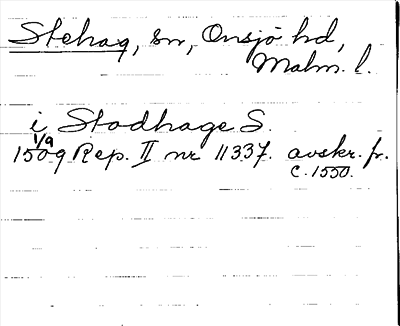 Stehag, sn, Onsjö hd,
Malm. l.
i Stodhage S.
1/9
1509 Rep. II nr 11337. avskr. fr.
c. 1550.